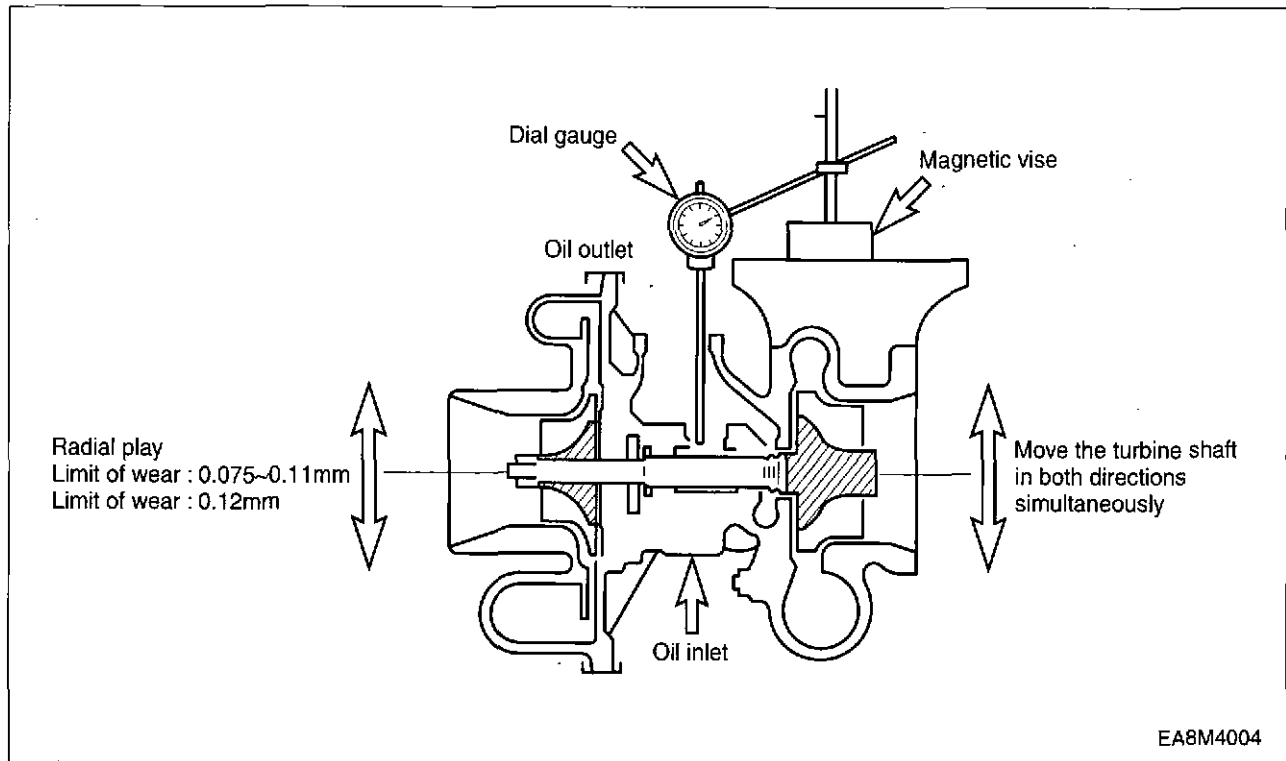 Dial gauge
Magnetic vise
Oil outlet
Radial play
Limit of wear : 0.075~0.11mm
Limit of wear : 0.12mm
Move the turbine shaft
in both directions
simultaneously
Oil inlet
EA8M4004